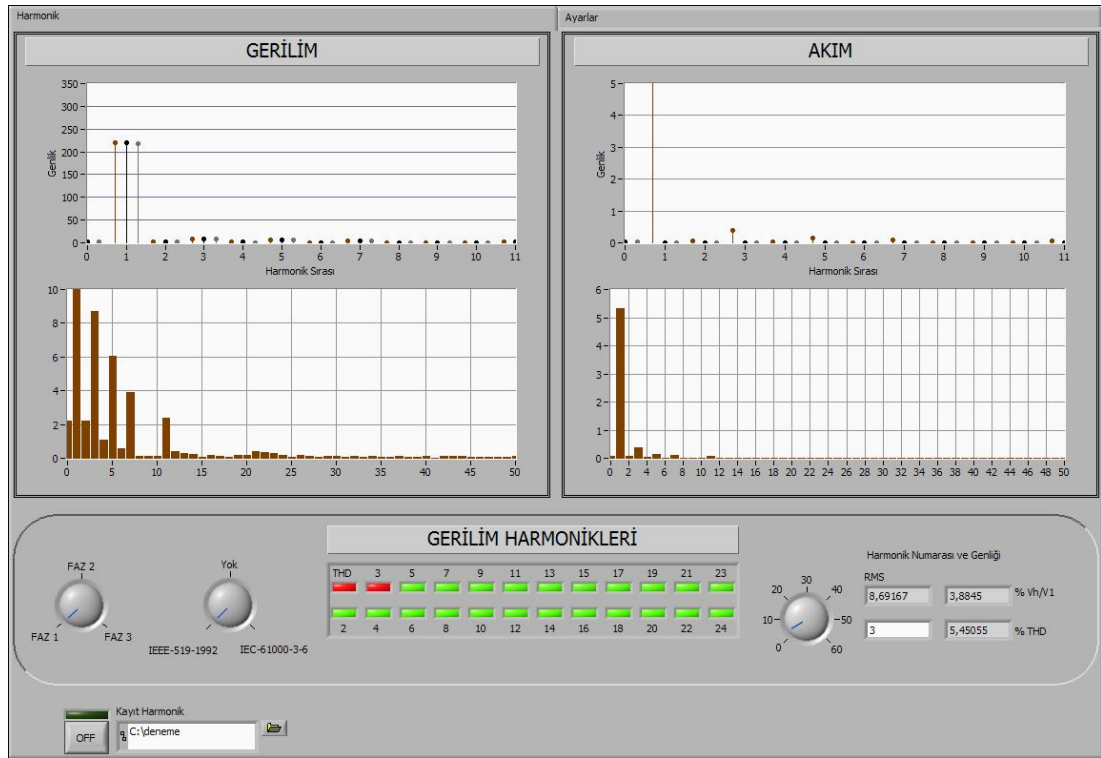 Harmonik
Ayarlar
GERİLİM
350
300
250
200
150
100
50
0
Genlik
0 1 2 3 4 5 6 7 8 9 10 11
Harmonik Sırası
10
8
6
4
2
0
0 5 10 15 20 25 30 35 40 45 50
AKIM
5
4
3
2
1
0
Genlik
0 1 2 3 4 5 6 7 8 9 10 11
Harmonik Sırası
6
5
4
3
2
1
0
0 2 4 6 8 10 12 14 16 18 20 22 24 26 28 30 32 34 36 38 40 42 44 46 48 50
GERİLİM HARMONİKLERİ
FAZ 2
FAZ 1 FAZ 3
Yok
IEEE-519-1992 IEC-61000-3-6
THD 3 5 7 9 11 13 15 17 19 21 23
2 4 6 8 10 12 14 16 18 20 22 24
0 10 20 30 40 50 60
Harmonik Numarası ve Genliği
RMS
8,69167 3,8845 % Vh/V1
3 5,45055 % THD
Kayıt Harmonik
OFF
C:\deneme